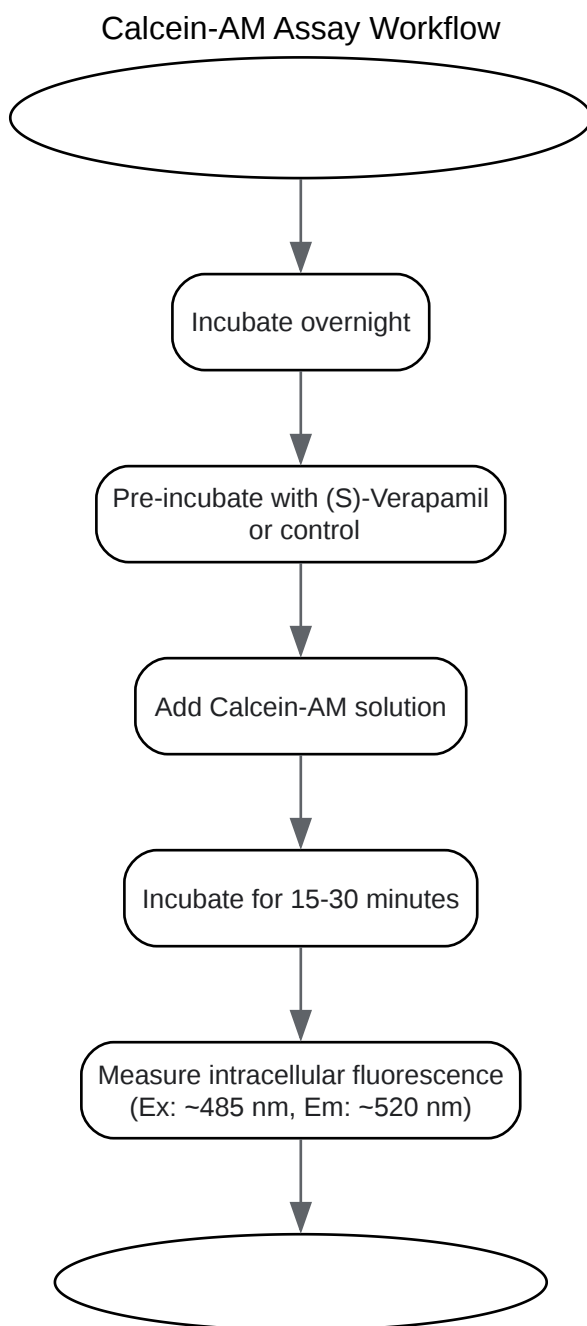 Calcein-AM Assay Workflow
Incubate overnight
Pre-incubate with (S)-Verapamil
or control
Add Calcein-AM solution
Incubate for 15-30 minutes
Measure intracellular fluorescence
(Ex: ~485 nm, Em: ~520 nm)